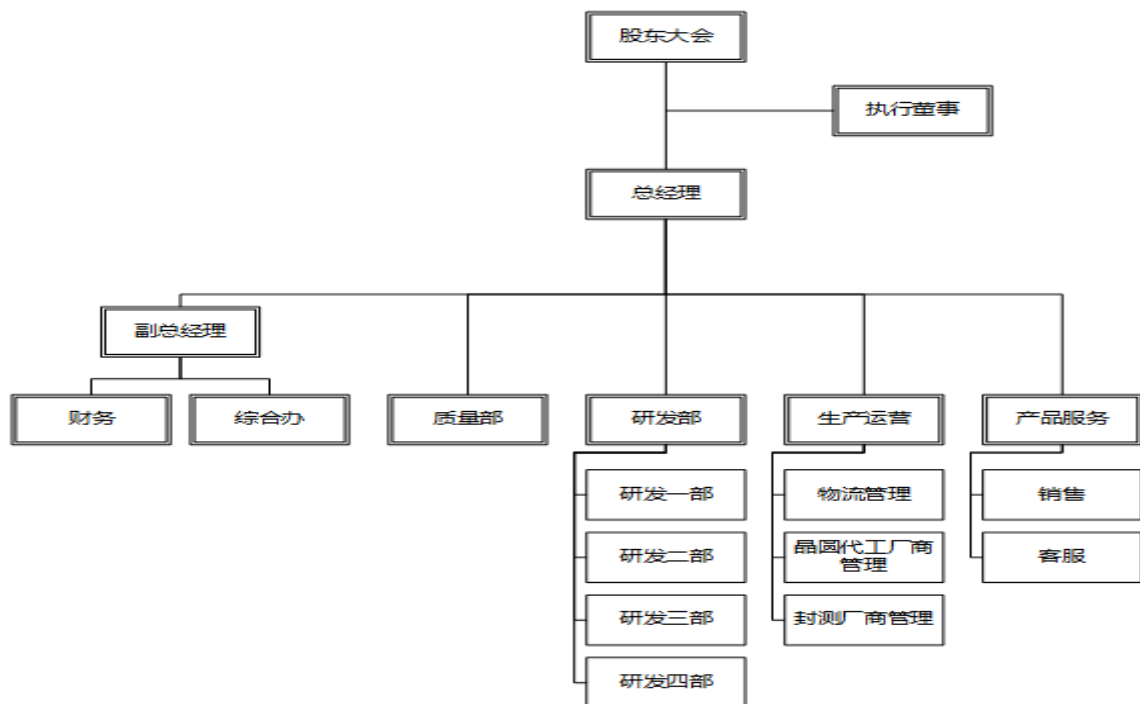 股东大会
执行董事
总经理
副总经理
财务
综合办
质量部
研发部
生产运营
产品服务
研发一部
物流管理
销售
研发二部
晶圆代工厂商
管理
客服
研发三部
封测厂商管理
研发四部